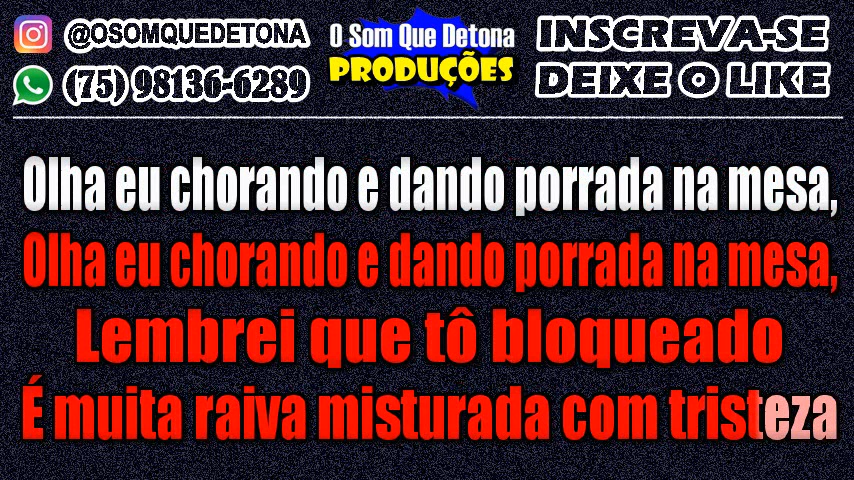 @OSOMQUEDETONA
(75) 98136-6289
O Som Que Detona
PRODUÇÕES
INSCREVA-SE
DEIXE O LIKE
Olha eu chorando e dando porrada na mesa,
Olha eu chorando e dando porrada na mesa,
Lembrei que tô bloqueado
É muita raiva misturada com tristeza